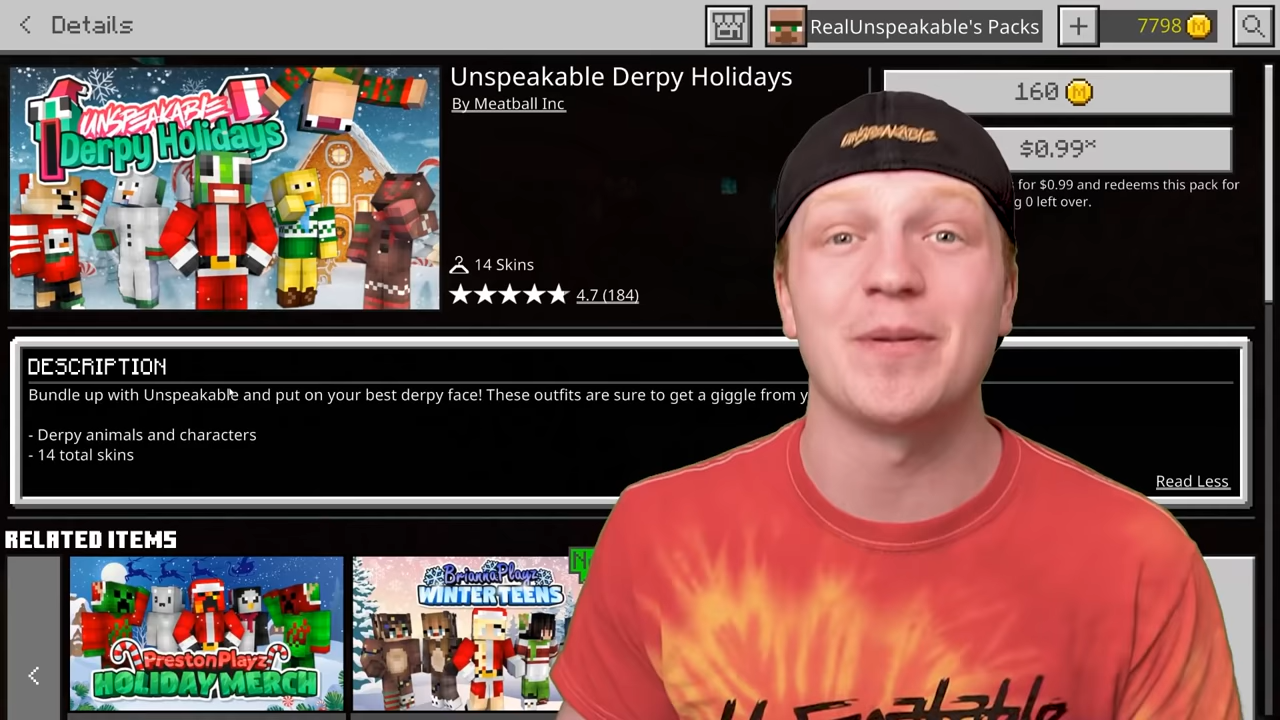 Details
RealUnspeakable's Packs
7798
UNSPEAKABLE
Derpy Holidays
Unspeakable Derpy Holidays
By Meatball Inc
14 Skins
4.7 (184)
160
$0.99×
for $0.99 and redeems this pack for
g 0 left over.
UNSPEAKABLE
DESCRIPTION
Bundle up with Unspeakable and put on your best derpy face! These outfits are sure to get a giggle from y
- Derpy animals and characters
- 14 total skins
Read Less
RELATED ITEMS
PrestonPlayz
HOLIDAY MERCH
BriannaPlayz
WINTER TEENS
Unspeakable